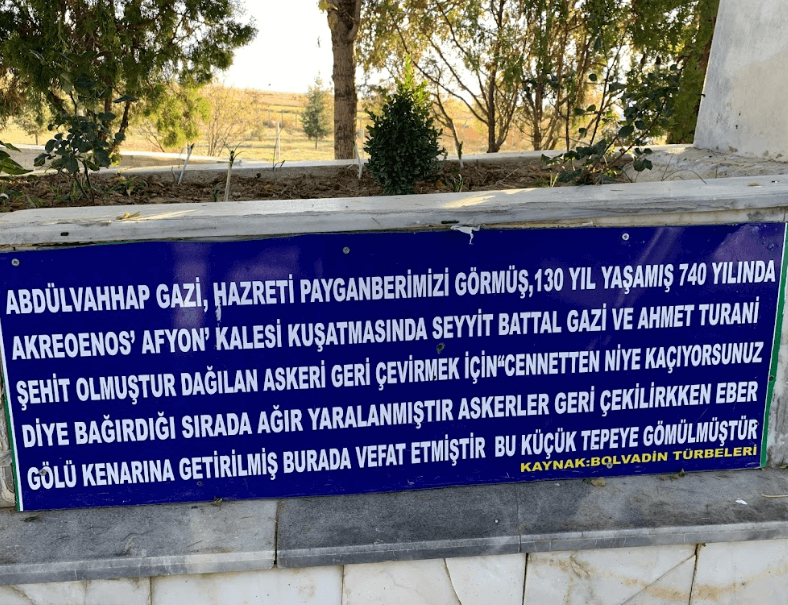 ABDÜLVAHHAP GAZİ, HAZRETİ PAYGANBERİMİZİ GÖRMÜŞ,130 YIL YAŞAMIŞ 740 YILINDA
AKREOENOS’ AFYON’ KALESİ KUŞATMASINDA SEYYİT BATTAL GAZİ VE AHMET TURANİ
ŞEHİT OLMUŞTUR DAĞILAN ASKERİ GERİ ÇEVİRMEK İÇİN“CENNETTEN NİYE KAÇIYORSUNUZ
DİYE BAĞIRDIĞI SIRADA AĞIR YARALANMIŞTIR ASKERLER GERİ ÇEKİLİRKKEN EBER
GÖLÜ KENARINA GETİRİLMİŞ BURADA VEFAT ETMİŞTİR BU KÜÇÜK TEPEYE GÖMÜLMÜŞTÜR
KAYNAK:BOLVADİN TÜRBELERİ